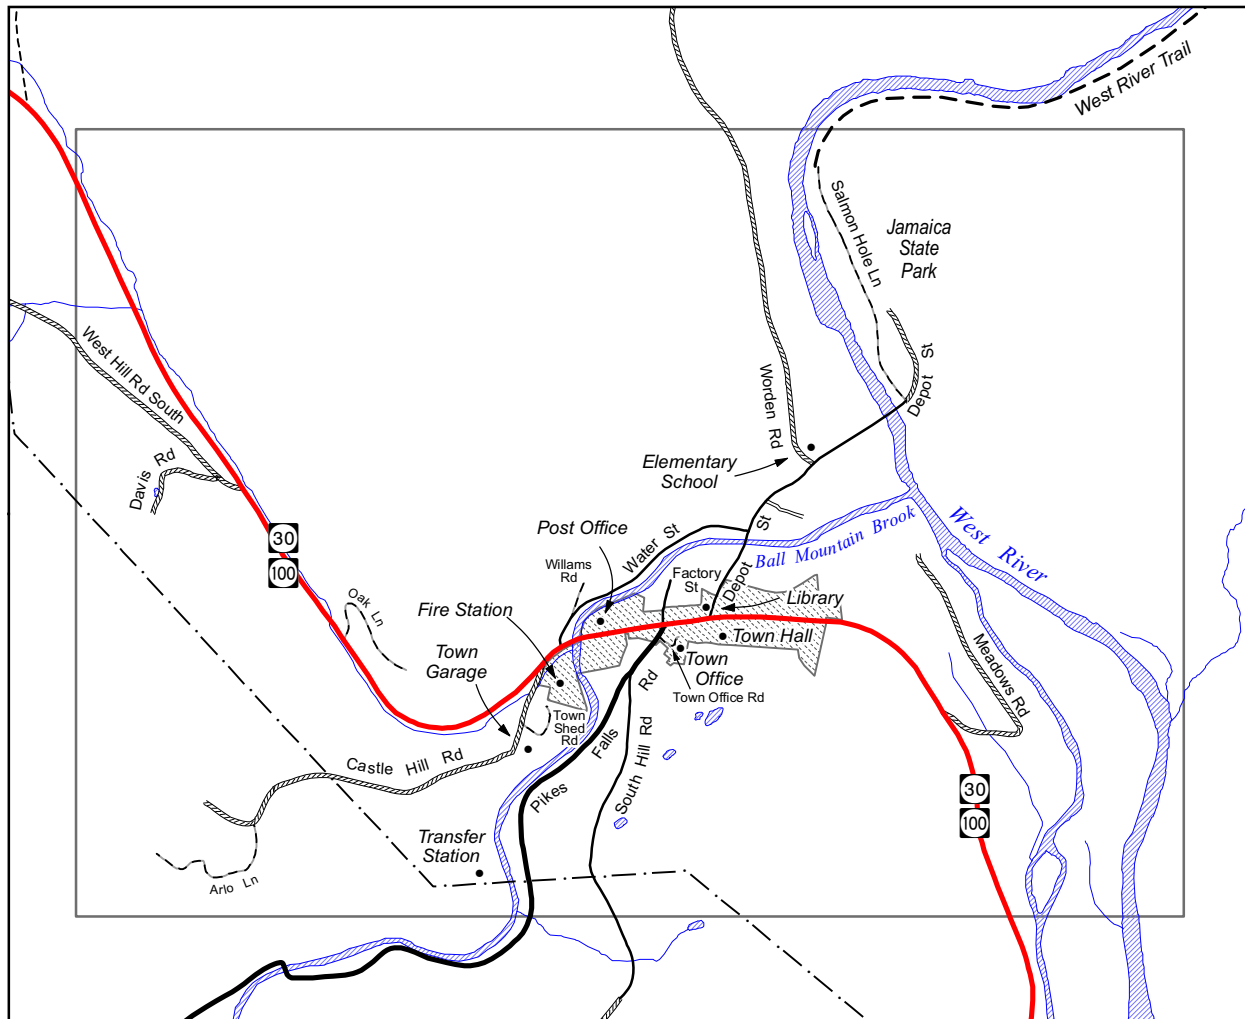 West River Trail
Salmon Hole Ln
Jamaica
State
Park
West Hill Rd South
Depot St
Worden Rd
Davis Rd
Elementary
School
30
100
Post Office
Water St
Depot St
Ball Mountain Brook
West River
Willams
Rd
Factory
St
Oak Ln
Fire Station
Library
Town Hall
Town
Garage
Town
Office
Town Office Rd
Meadows Rd
Town
Shed
Rd
Castle Hill Rd
Pikes Falls Rd
South Hill Rd
30
100
Transfer
Station
Arlo Ln